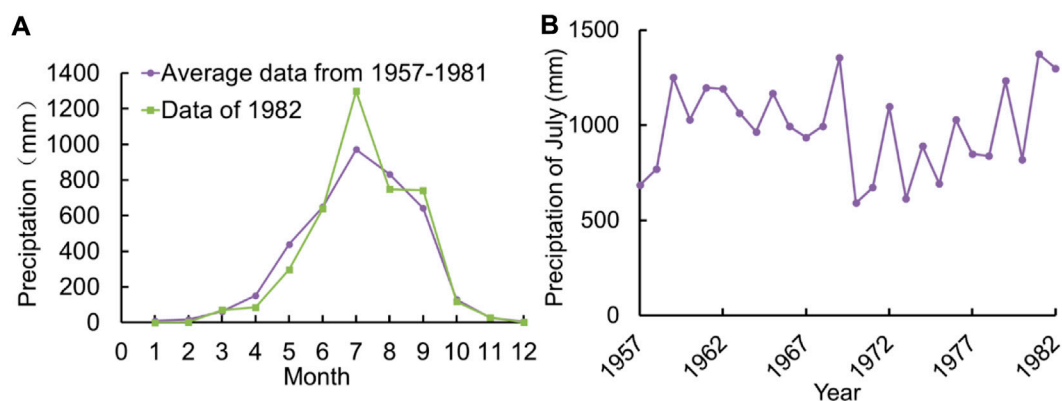 A
Preciptation (mm)
1400
1200
1000
800
600
400
200
0
Average data from 1957-1981
Data of 1982
0 1 2 3 4 5 6 7 8 9 10 11 12
Month
B
Precipitation of July (mm)
1500
1000
500
0
1957 1962 1967 1972 1977 1982
Year